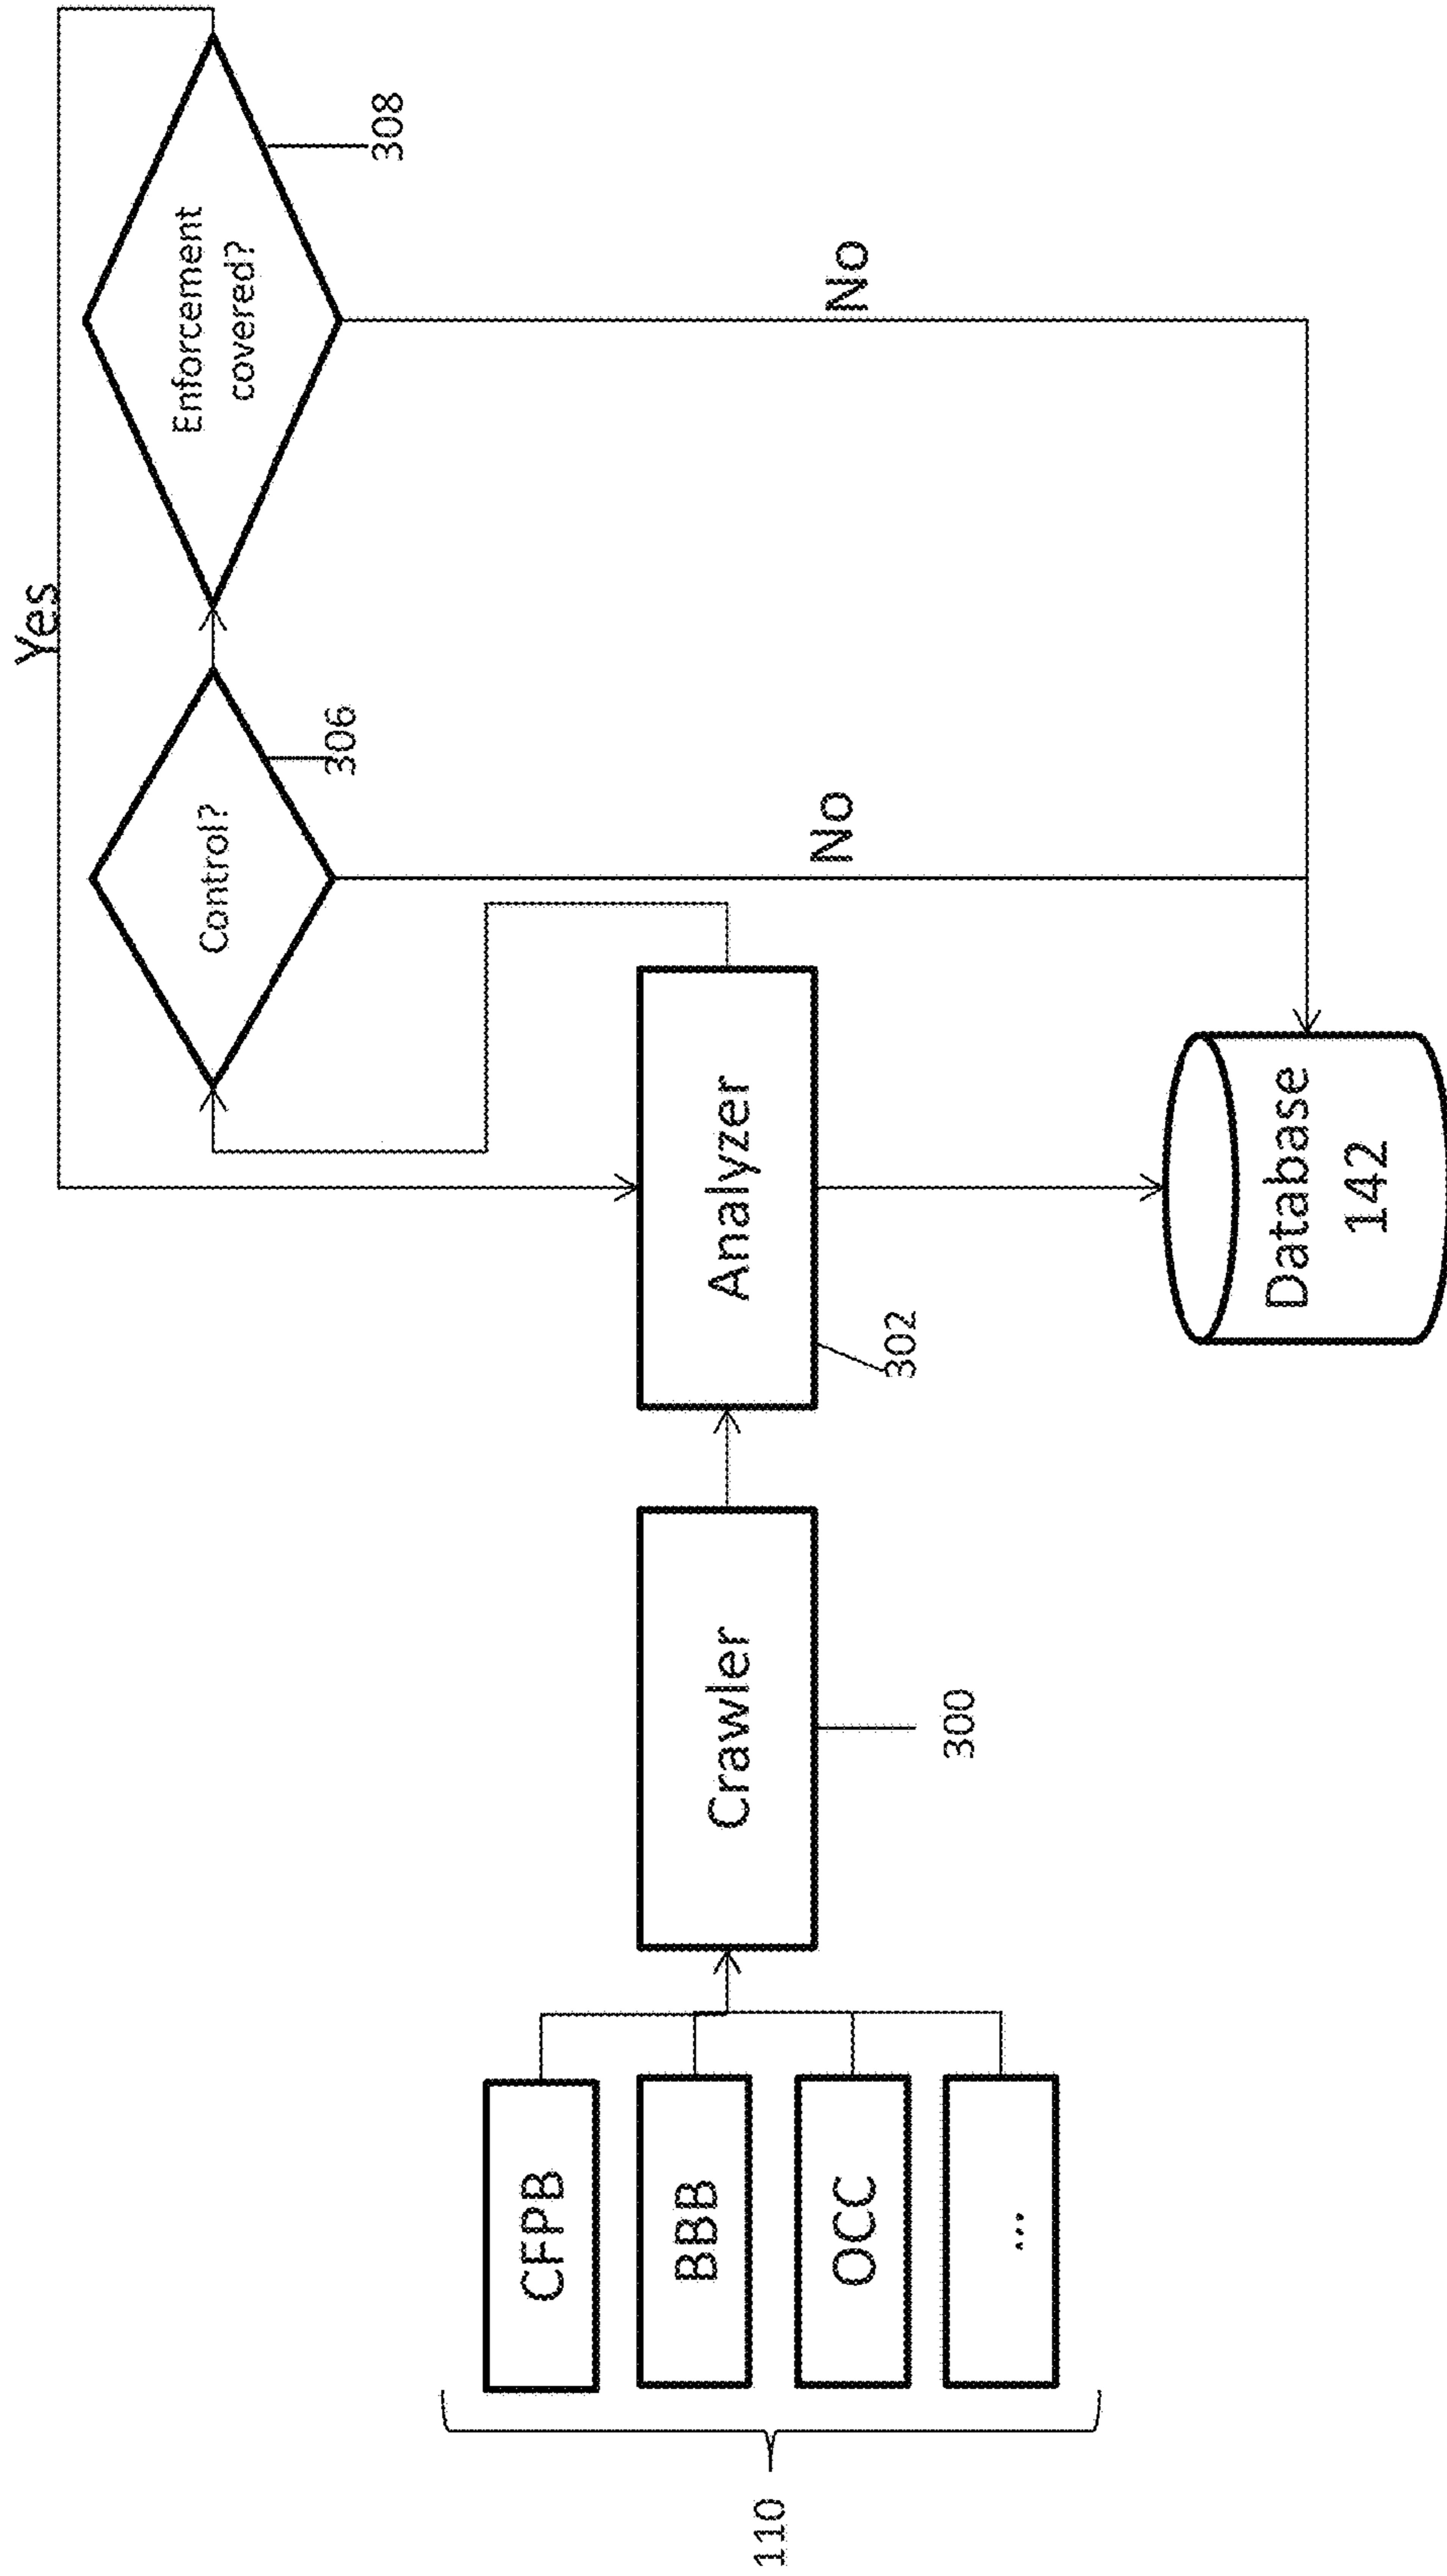 Yes
Control?
306
Enforcement
covered?
308
No
No
110
CFPB
BBB
OCC
...
Crawler
300
Analyzer
302
Database
142